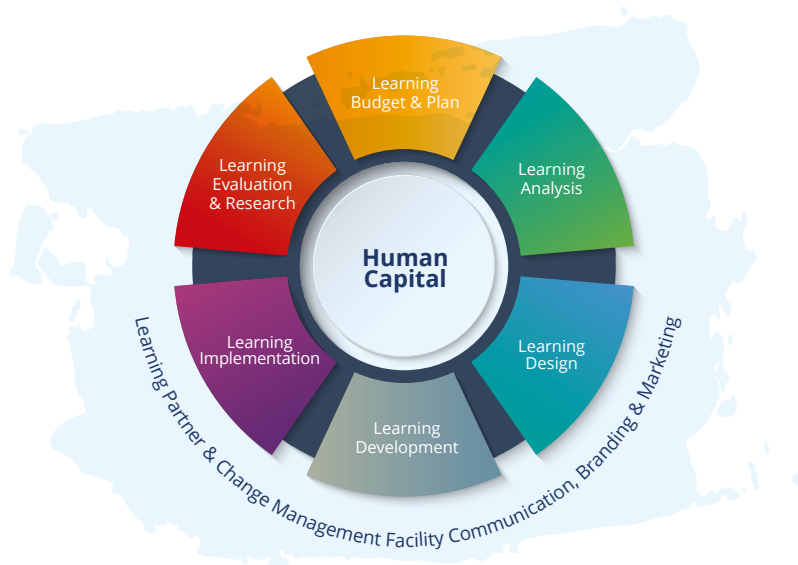 Learning
Budget & Plan
Learning
Analysis
Learning
Design
Learning
Development
Learning
Implementation
Learning
Evaluation
& Research
Human
Capital
Learning Partner & Change Management Facility Communication, Branding & Marketing